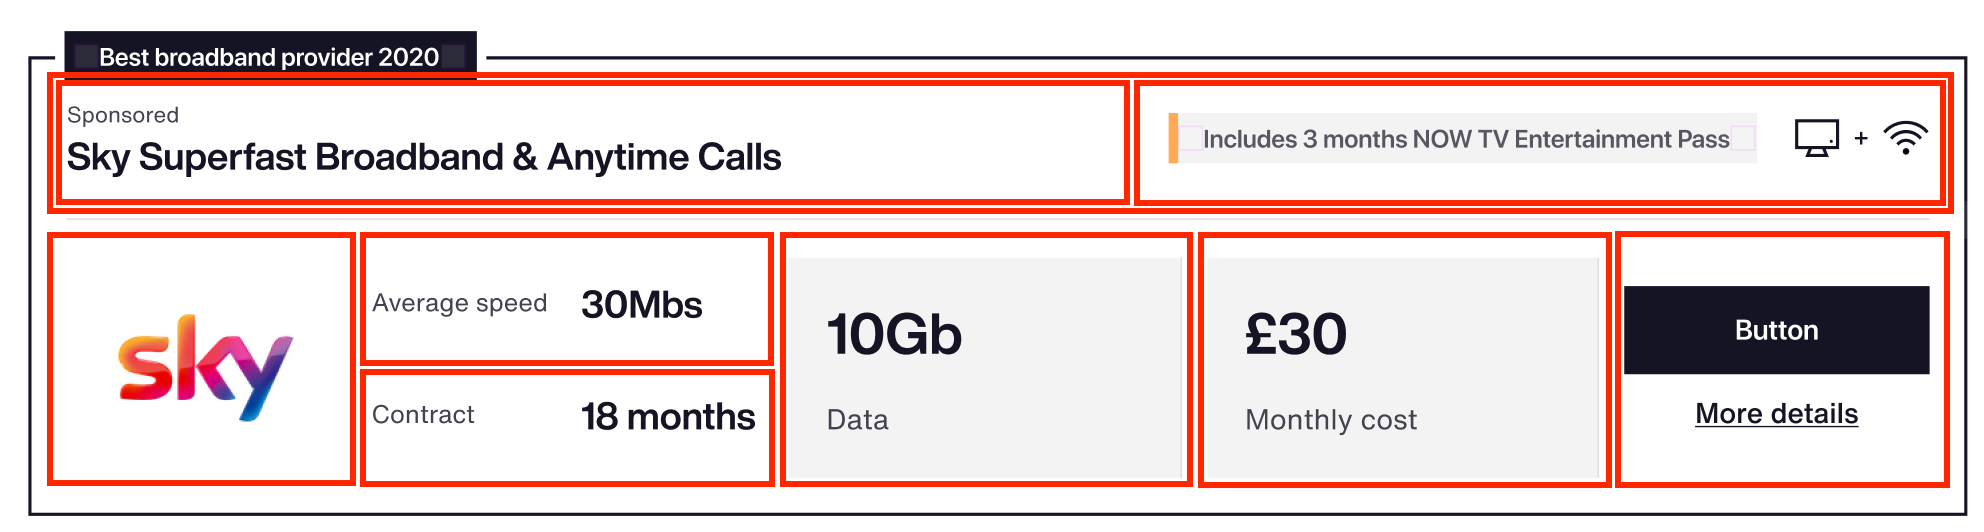 Best broadband provider 2020
Sponsored
Sky Superfast Broadband & Anytime Calls
Includes 3 months NOW TV Entertainment Pass
+
sky
Average speed 30Mbs
Contract 18 months
10Gb
Data
£30
Monthly cost
Button
More details